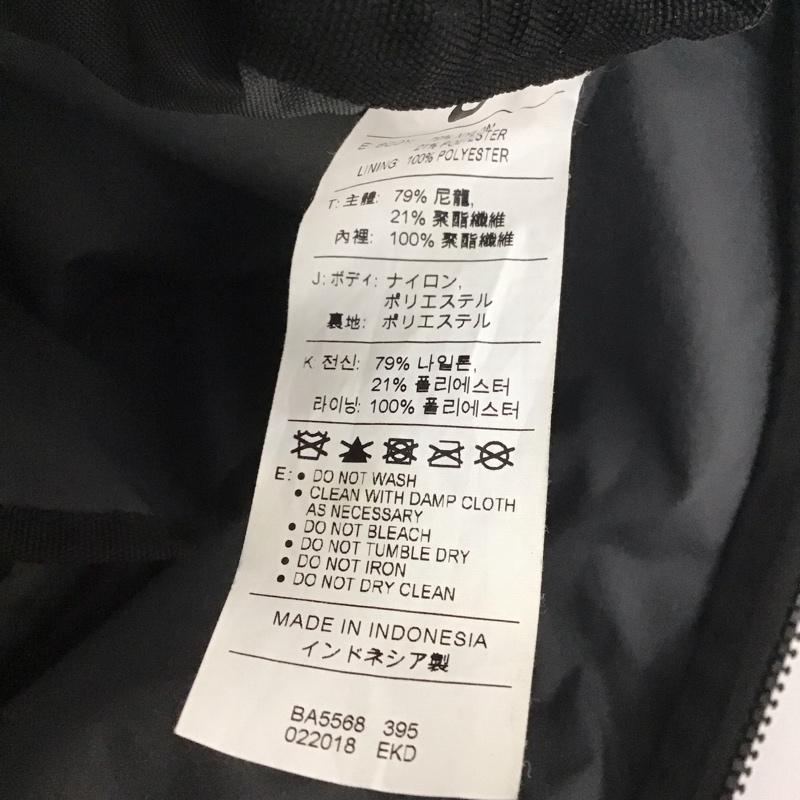 E: BODY: 79% NYLON,
21% POLYESTER
LINING 100% POLYESTER
T: 主體: 79% 尼龍,
21% 聚酯纖維
內裡: 100% 聚酯纖維
J: ボディ: ナイロン,
ポリエステル
裏地: ポリエステル
K. 전신: 79% 나일론,
21% 폴리에스터
라이닝: 100% 폴리에스터
E: • DO NOT WASH
• CLEAN WITH DAMP CLOTH
AS NECESSARY
• DO NOT BLEACH
• DO NOT TUMBLE DRY
• DO NOT IRON
• DO NOT DRY CLEAN
MADE IN INDONESIA
インドネシア製
BA5568 395
022018 EKD